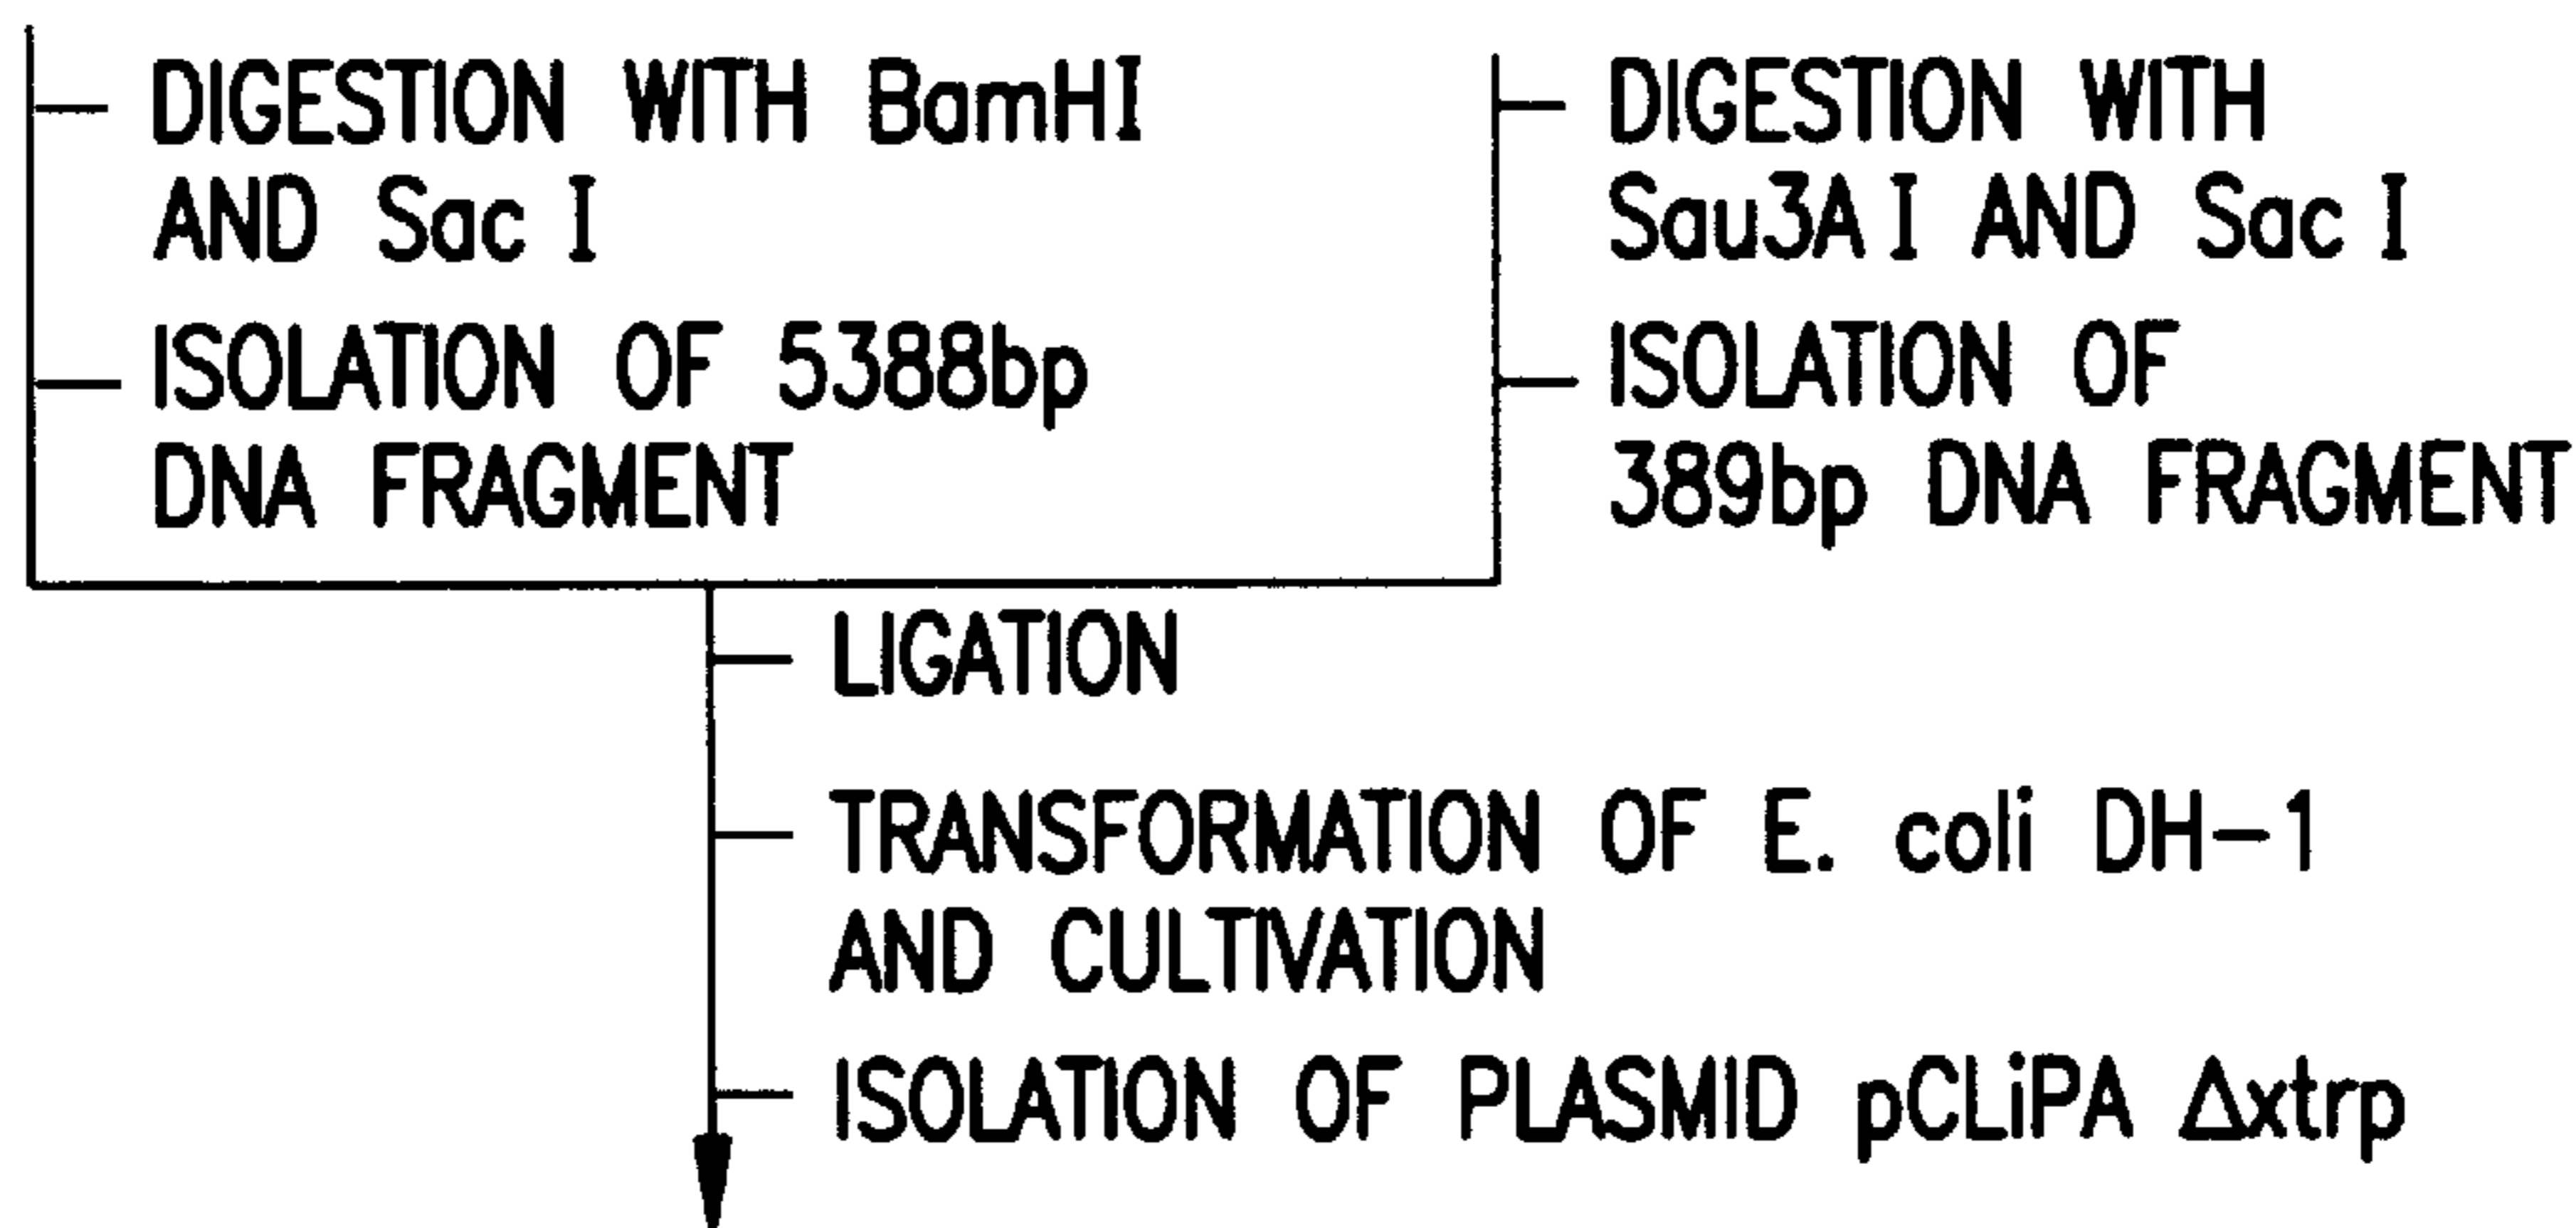 DIGESTION WITH BamHI
AND Sac I
ISOLATION OF 5388bp
DNA FRAGMENT
DIGESTION WITH
Sau3A I AND Sac I
ISOLATION OF
389bp DNA FRAGMENT
LIGATION
TRANSFORMATION OF E. coli DH-1
AND CULTIVATION
ISOLATION OF PLASMID pCLiPA Δxtrp